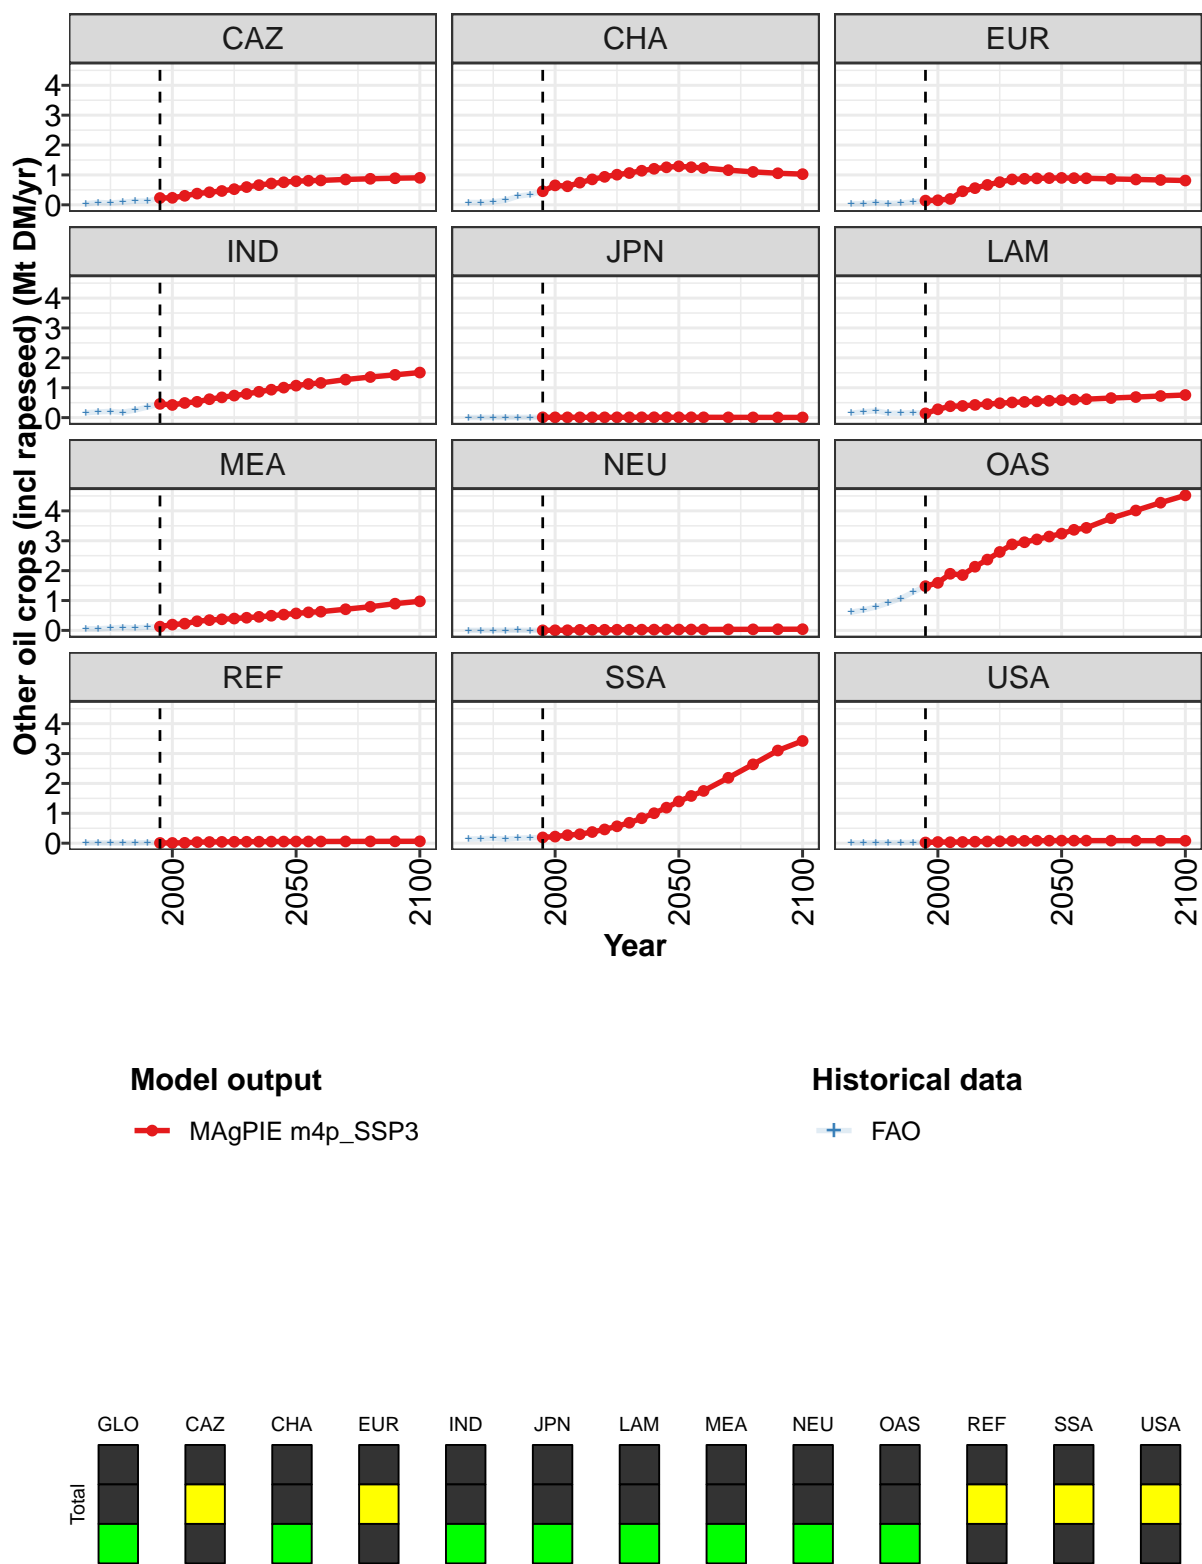 CAZ CHA EUR
4
3
2
1
0
IND JPN LAM
4
3
2
1
0
MEA NEU OAS
4
3
2
1
0
REF SSA USA
4
3
2
1
0
Other oil crops (incl rapeseed) (Mt DM/yr)
2000 2050 2100 2000 2050 2100 2000 2050 2100
Year
Model output Historical data
MAgPIE m4p_SSP3 FAO
GLO CAZ CHA EUR IND JPN LAM MEA NEU OAS REF SSA USA
Total